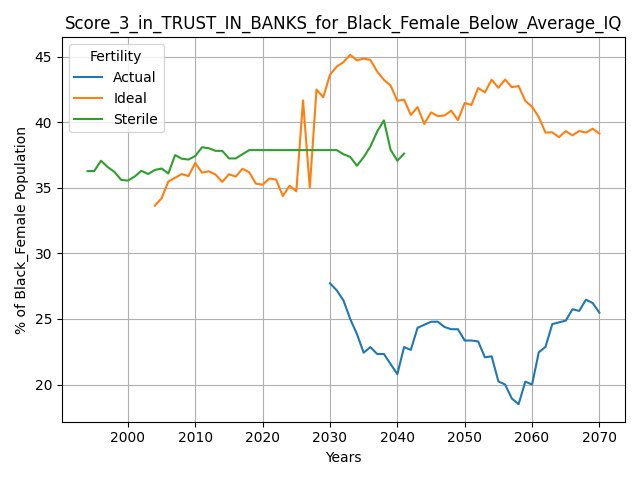 Score_3_in_TRUST_IN_BANKS_for_Black_Female_Below_Average_IQ
Fertility
Actual
Ideal
Sterile
% of Black_Female Population
45
40
35
30
25
20
2000 2010 2020 2030 2040 2050 2060 2070
Years